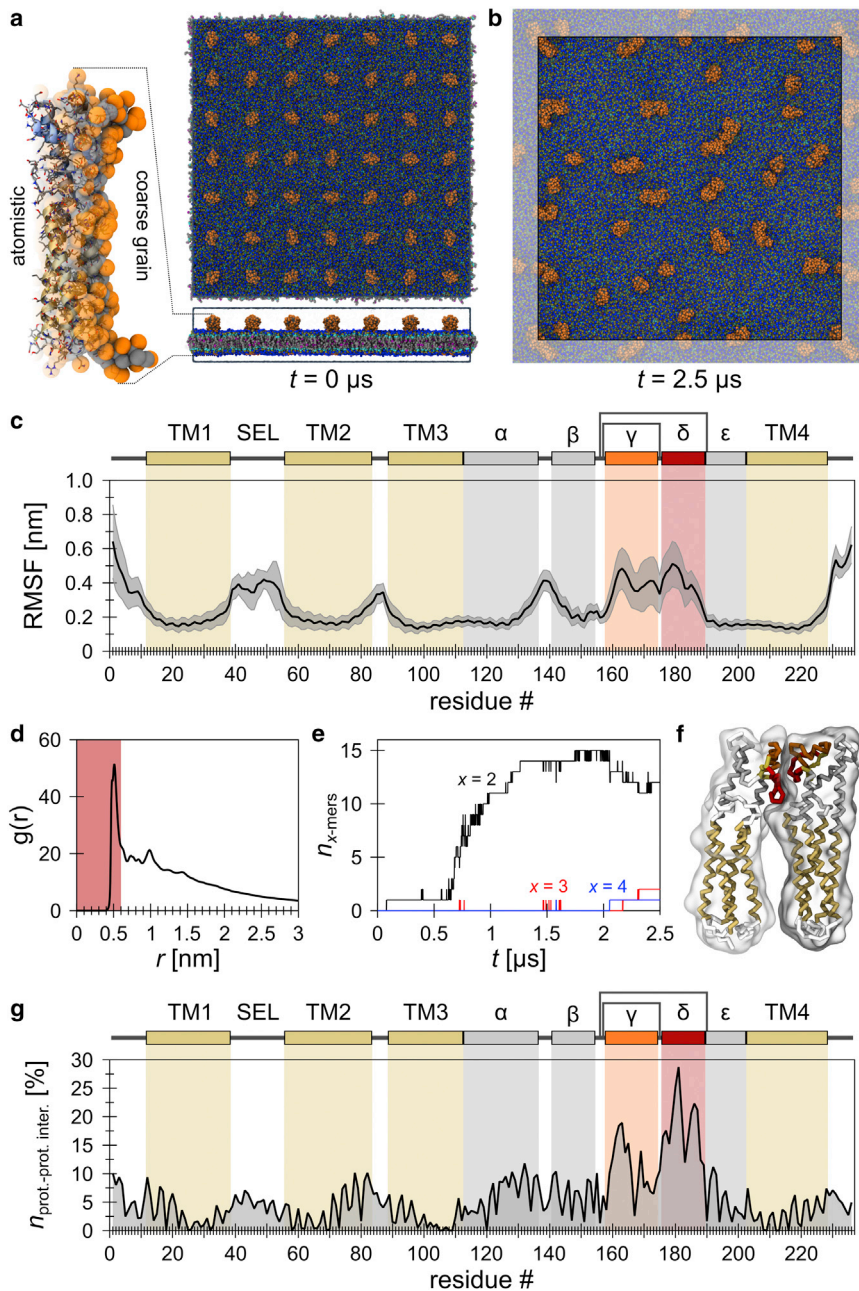 a
b
atomistic
coarse grain
t = 0 μs
t = 2.5 μs
c
TM1 SEL TM2 TM3 α β γ δ ε TM4
RMSF [nm]
1.0
0.8
0.6
0.4
0.2
0
0 20 40 60 80 100 120 140 160 180 200 220
residue #
d
e
f
g(r)
60
40
20
0
0 0.5 1 1.5 2 2.5 3
r [nm]
n x-mers
15
10
5
0
x = 2
x = 3
x = 4
0 0.5 1 1.5 2 2.5
t [μs]
g
TM1 SEL TM2 TM3 α β γ δ ε TM4
n prot.-prot. inter. [%]
30
25
20
15
10
5
0
0 20 40 60 80 100 120 140 160 180 200 220
residue #